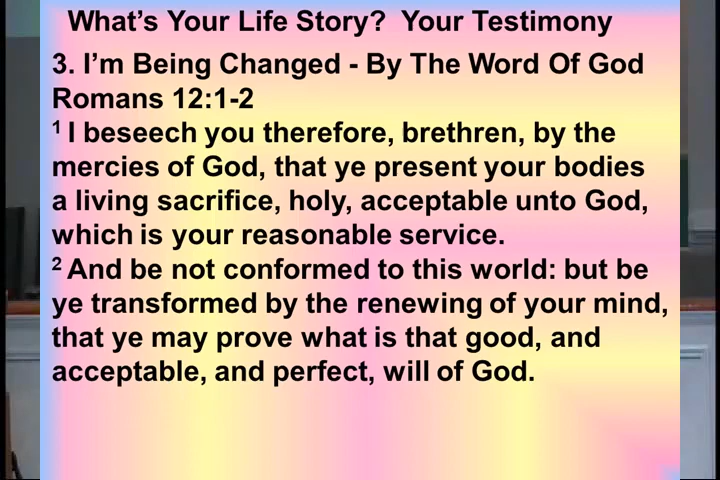 What's Your Life Story?  Your Testimony
3. I'm Being Changed - By The Word Of God
Romans 12:1-2
¹ I beseech you therefore, brethren, by the
mercies of God, that ye present your bodies
a living sacrifice, holy, acceptable unto God,
which is your reasonable service.
² And be not conformed to this world: but be
ye transformed by the renewing of your mind,
that ye may prove what is that good, and
acceptable, and perfect, will of God.